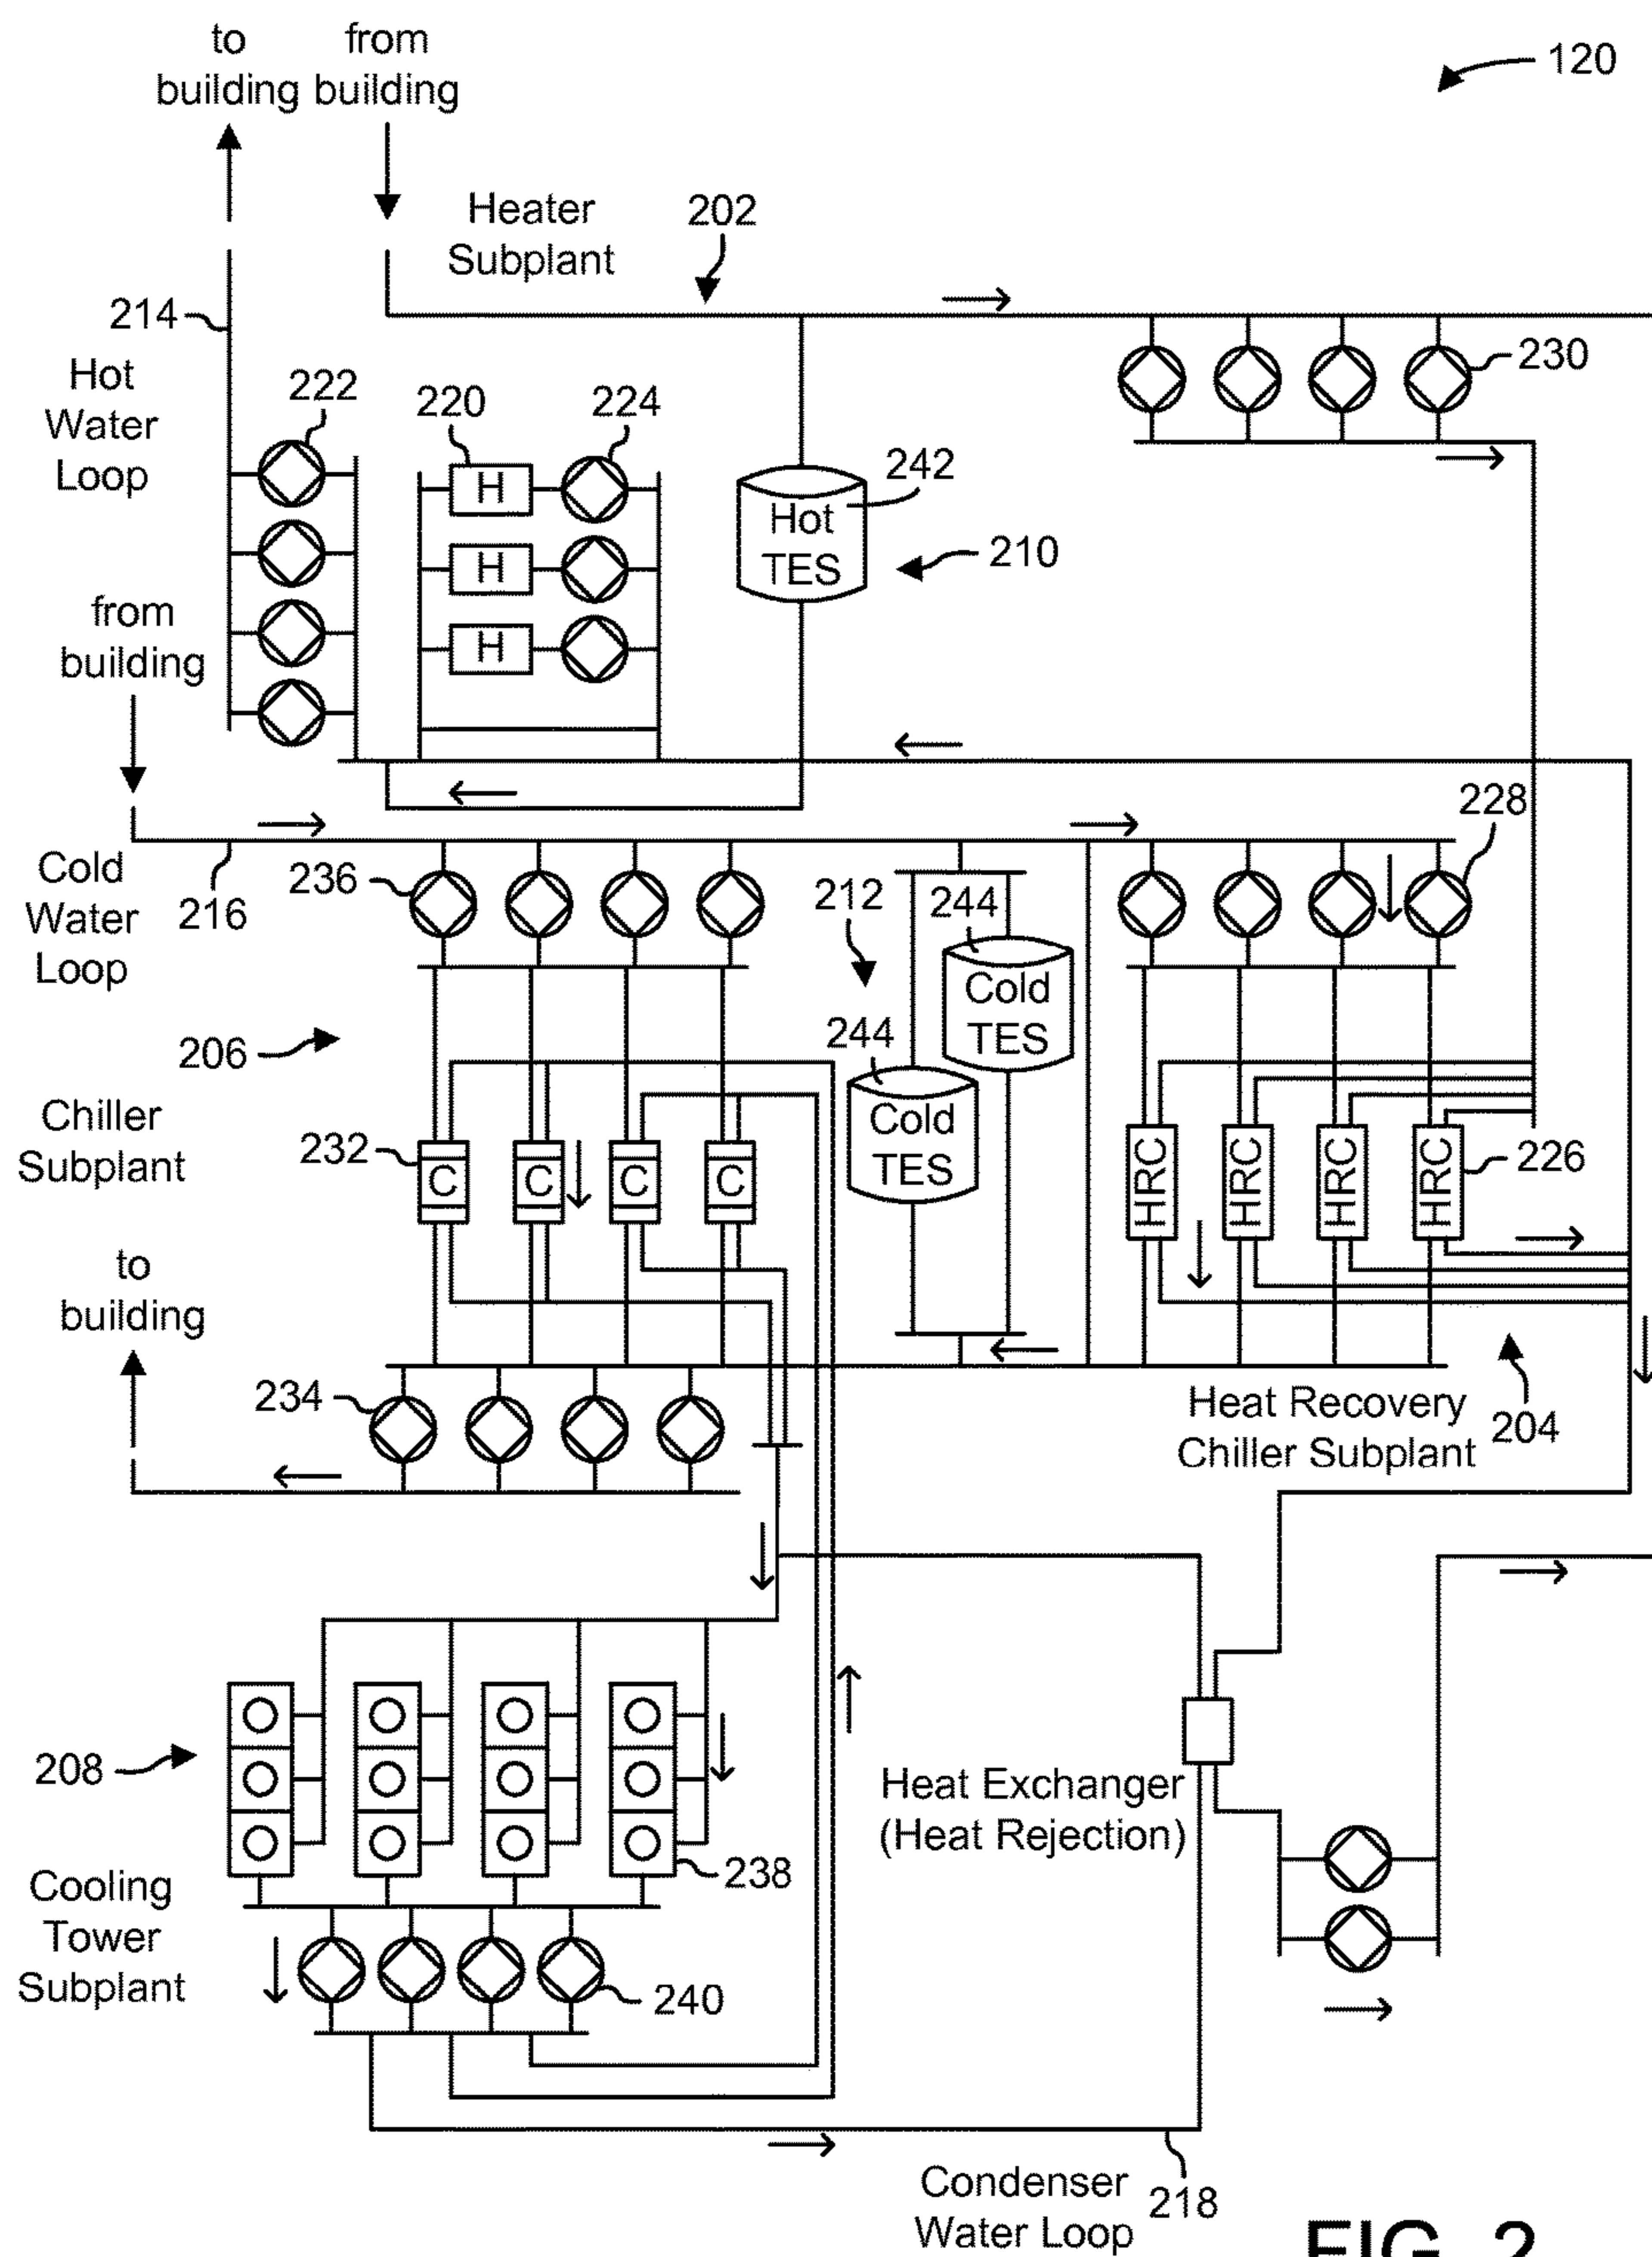 to
building
from
building
120
Heater
Subplant
202
214
Hot
Water
Loop
222
220
224
230
H
H
H
242
Hot
TES
210
from
building
228
Cold
Water
Loop
216
236
212
244
Cold
TES
244
Cold
TES
206
Chiller
Subplant
232
C
C
C
C
HRC
HRC
HRC
HRC
226
to
building
234
Heat Recovery
Chiller Subplant
204
208
Heat Exchanger
(Heat Rejection)
238
Cooling
Tower
Subplant
240
Condenser
Water Loop
218
FIG. 2